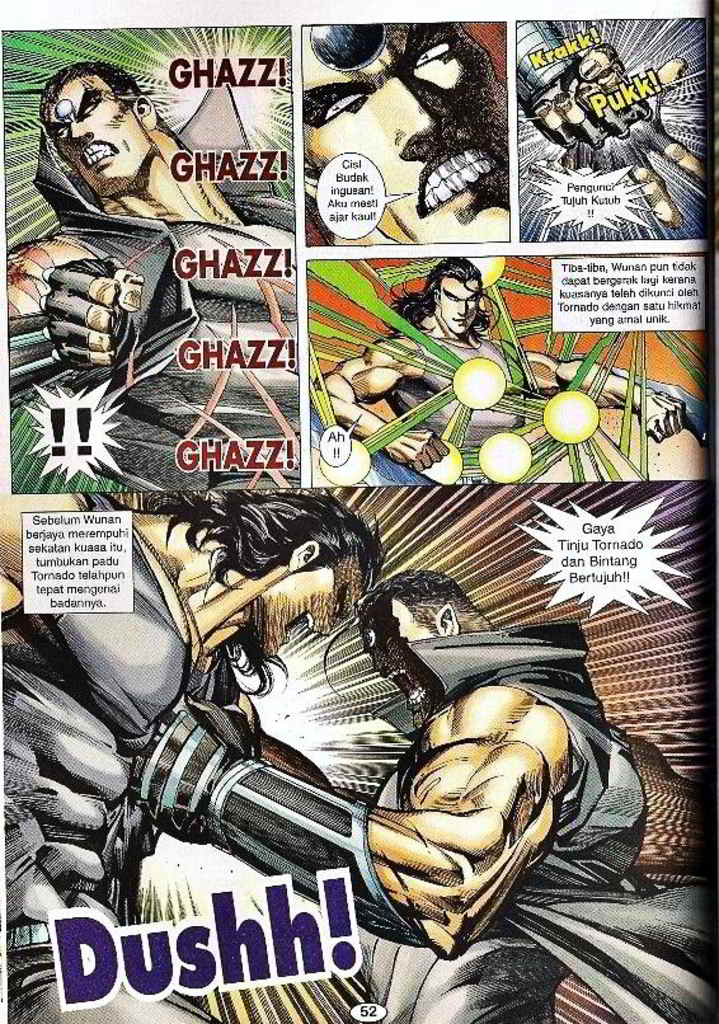 GHAZZ!
GHAZZ!
GHAZZ!
GHAZZ!
GHAZZ!
!!
Cis!
Budak
ingusan!
Aku mesti
ajar kau!
Krakk!
Pukk!
Pengunci
Tujuh Kutub
!!
Tiba-tiba, Wunan pun tidak
dapat bergerak lagi kerana
kuasanya telah dikunci oleh
Tornado dengan satu hikmat
yang amat unik.
Ah
!!
Sebelum Wunan
berjaya merempuhi
sekatan kuasa itu,
tumbukan padu
Tornado telahpun
tepat mengenai
badannya.
Gaya
Tinju Tornado
dan Bintang
Bertujuh!!
Dushh!
52